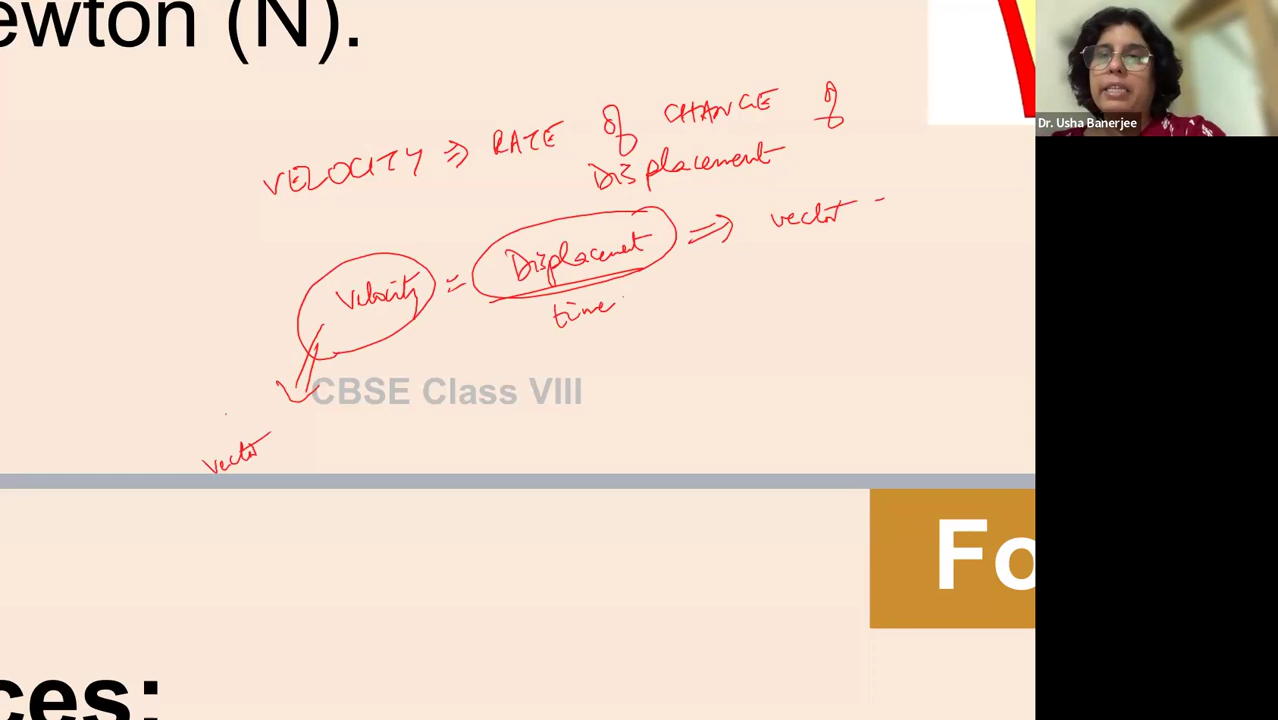 ewton (N).
Dr. Usha Banerjee
VELOCITY ⇒ RATE of CHANGE of
Displacement
Velocity = Displacement ⇒ vector
time
CBSE Class VIII
vector
Fo
ces: